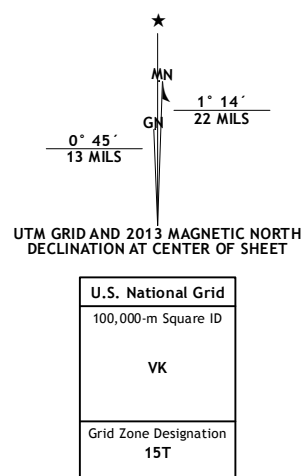 MN
1° 14´
22 MILS
GN
0° 45´
13 MILS
UTM GRID AND 2013 MAGNETIC NORTH
DECLINATION AT CENTER OF SHEET
U.S. National Grid
100,000-m Square ID
VK
Grid Zone Designation
15T